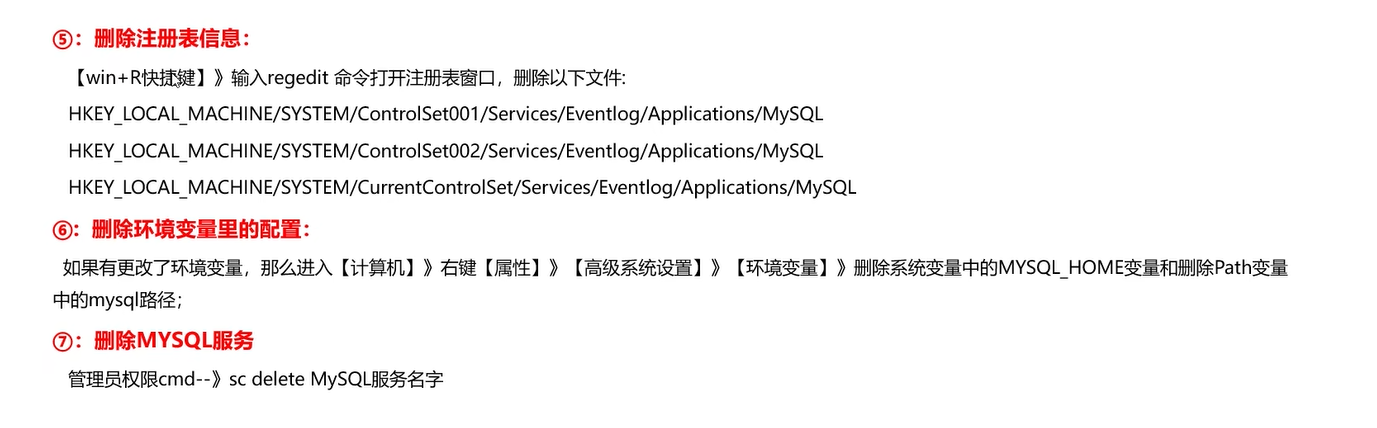 ⑤：删除注册表信息：
【win+R快捷键】》输入regedit 命令打开注册表窗口，删除以下文件:
HKEY_LOCAL_MACHINE/SYSTEM/ControlSet001/Services/Eventlog/Applications/MySQL
HKEY_LOCAL_MACHINE/SYSTEM/ControlSet002/Services/Eventlog/Applications/MySQL
HKEY_LOCAL_MACHINE/SYSTEM/CurrentControlSet/Services/Eventlog/Applications/MySQL
⑥：删除环境变量里的配置：
如果有更改了环境变量，那么进入【计算机】》右键【属性】》【高级系统设置】》【环境变量】》删除系统变量中的MYSQL_HOME变量和删除Path变量
中的mysql路径；
⑦：删除MYSQL服务
管理员权限cmd--》sc delete MySQL服务名字